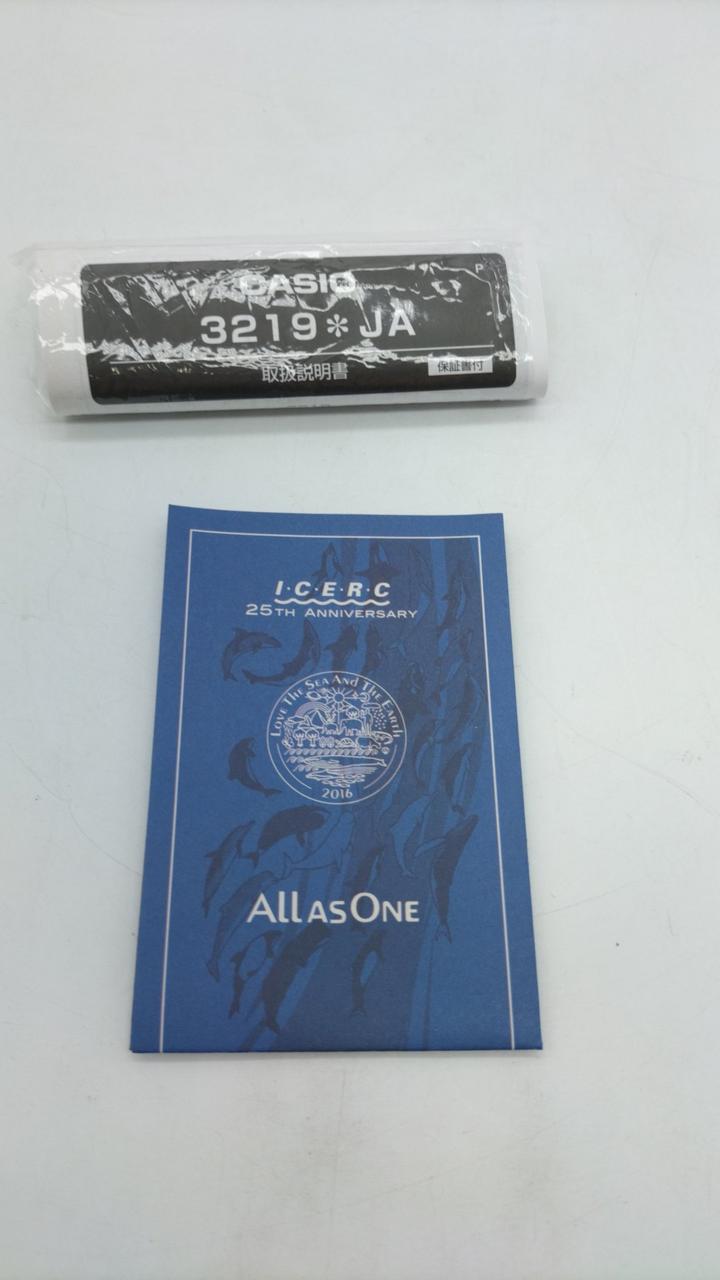 CASIO
P
3219✻JA
取扱説明書
保証書付
I·C·E·R·C
25TH ANNIVERSARY
LOVE THE SEA AND THE EARTH
2016
ALL AS ONE